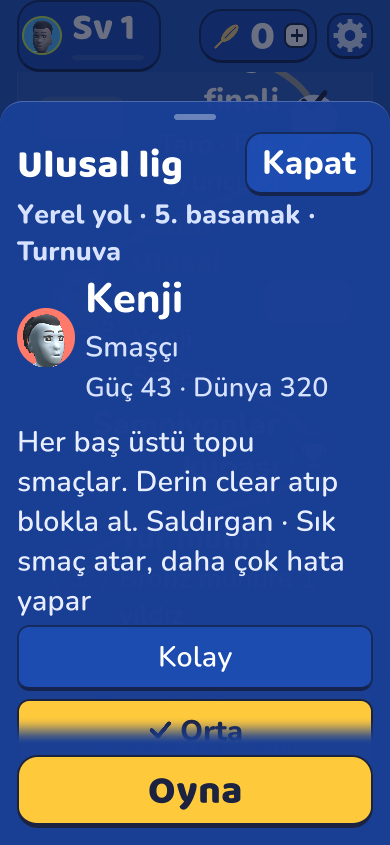 Sv 1
0
finali
Ulusal lig
Kapat
Yerel yol · 5. basamak ·
Turnuva
Kenji
Smaşçı
Güç 43 · Dünya 320
Her baş üstü topu
smaçlar. Derin clear atıp
blokla al. Saldırgan · Sık
smaç atar, daha çok hata
yapar
Kolay
Orta
Oyna